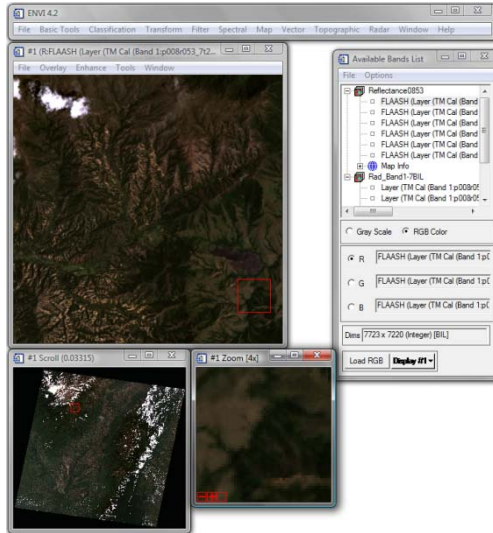 ENVI 4.2
File Basic Tools Classification Transform Filter Spectral Map Vector Topographic Radar Window Help
#1 (R:FLAASH (Layer (TM Cal (Band 1:p008r053_7t2...
File Overlay Enhance Tools Window
Available Bands List
File Options
Reflectance0853
FLAASH (Layer (TM Cal (Band
FLAASH (Layer (TM Cal (Band
FLAASH (Layer (TM Cal (Band
FLAASH (Layer (TM Cal (Band
FLAASH (Layer (TM Cal (Band
FLAASH (Layer (TM Cal (Band
Map Info
Rad_Band1-7BIL
Layer (TM Cal (Band 1:p008r05
Layer (TM Cal (Band 1:p008r05
Gray Scale RGB Color
R FLAASH (Layer (TM Cal (Band 1:p(
G FLAASH (Layer (TM Cal (Band 1:p(
B FLAASH (Layer (TM Cal (Band 1:p(
Dims 7723 x 7220 (Integer) [BIL]
Load RGB Display #1
#1 Scroll (0.03315)
#1 Zoom [4x]